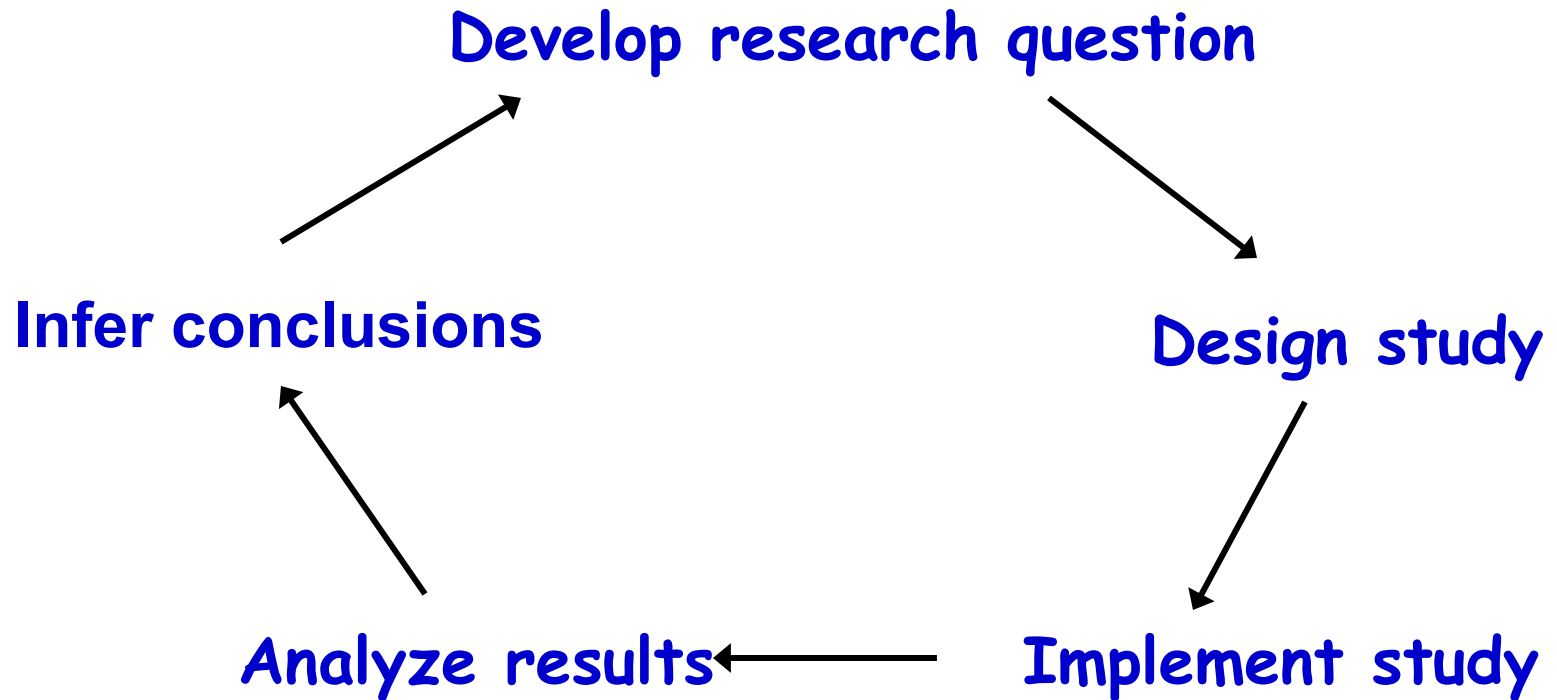 Develop research question
Infer conclusions
Design study
Analyze results
Implement study